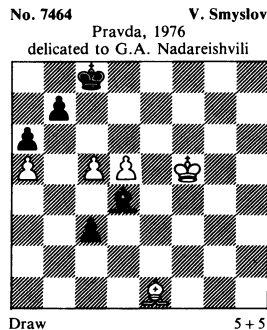 No. 7464 V. Smyslov
Pravda, 1976
delicated to G.A. Nadareishvili
Draw 5+5